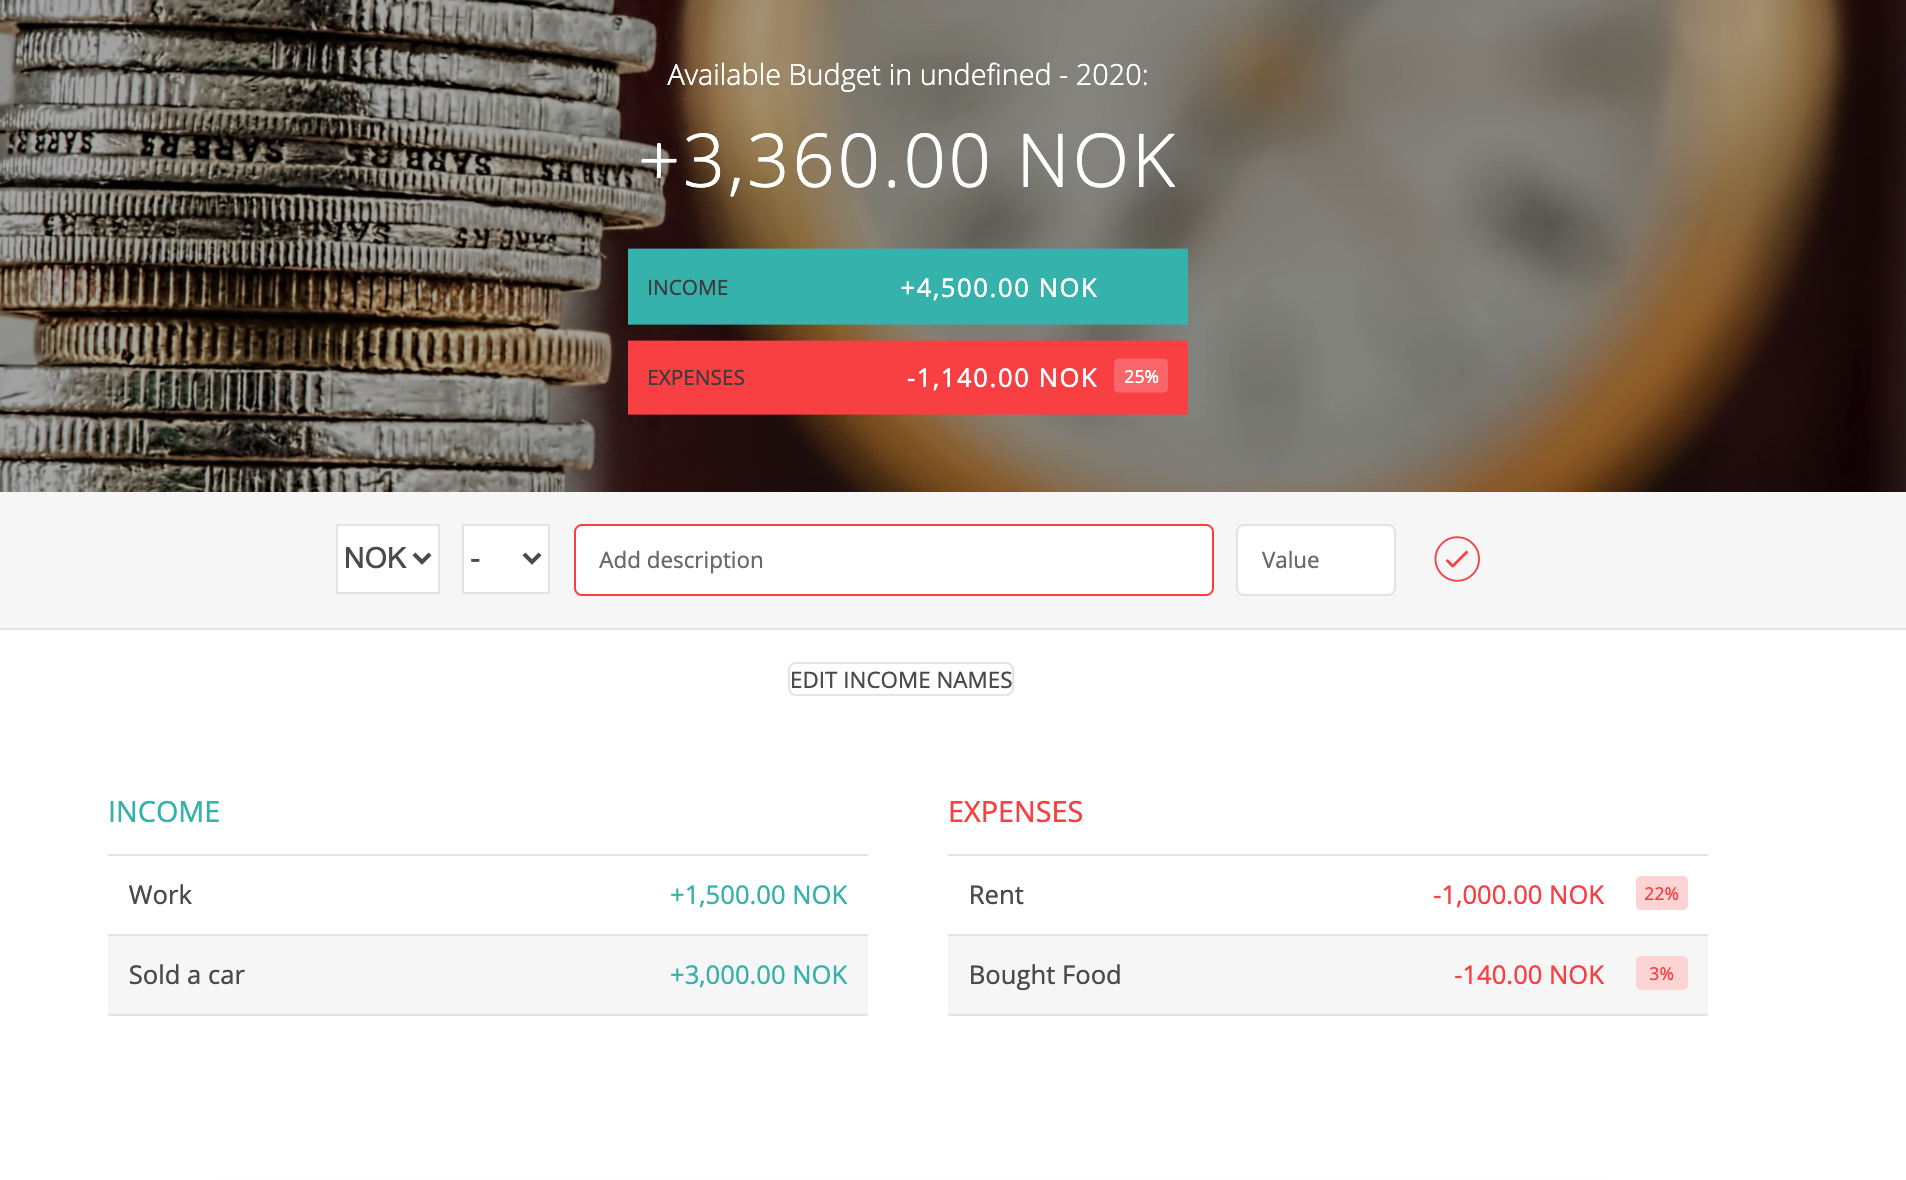 Available Budget in undefined - 2020:
+3,360.00 NOK
SARB RS
INCOME +4,500.00 NOK
EXPENSES -1,140.00 NOK 25%
NOK - Add description Value
EDIT INCOME NAMES
INCOME
Work +1,500.00 NOK
Sold a car +3,000.00 NOK
EXPENSES
Rent -1,000.00 NOK 22%
Bought Food -140.00 NOK 3%